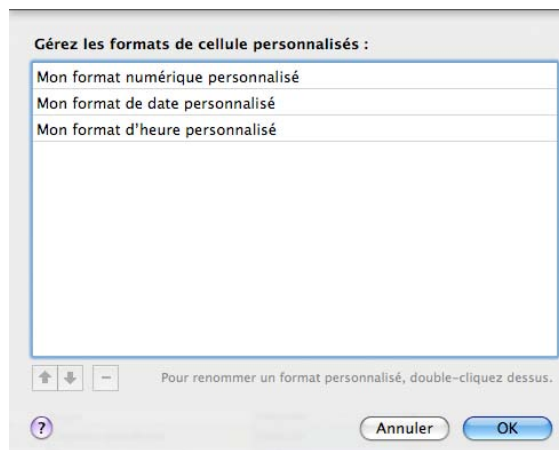 Gérez les formats de cellule personnalisés :
Mon format numérique personnalisé
Mon format de date personnalisé
Mon format d'heure personnalisé
Pour renommer un format personnalisé, double-cliquez dessus.
?
Annuler
OK